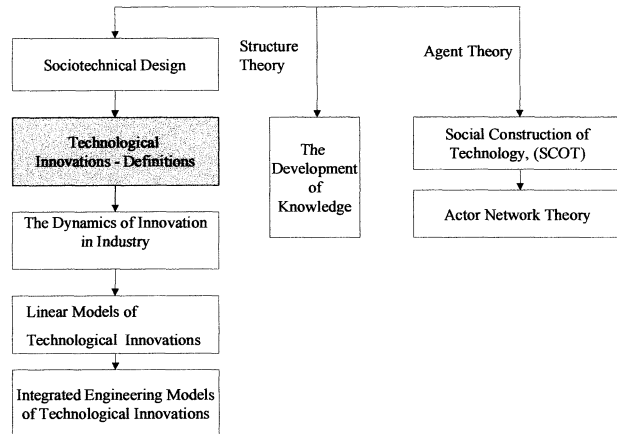 Structure
Theory
Agent Theory
Sociotechnical Design
Technological
Innovations - Definitions
The Dynamics of Innovation
in Industry
Linear Models of
Technological Innovations
Integrated Engineering Models
of Technological Innovations
The
Development
of
Knowledge
Social Construction of
Technology, (SCOT)
Actor Network Theory